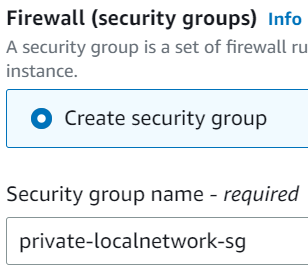 Firewall (security groups) Info
A security group is a set of firewall ru
instance.
Create security group
Security group name - required
private-localnetwork-sg